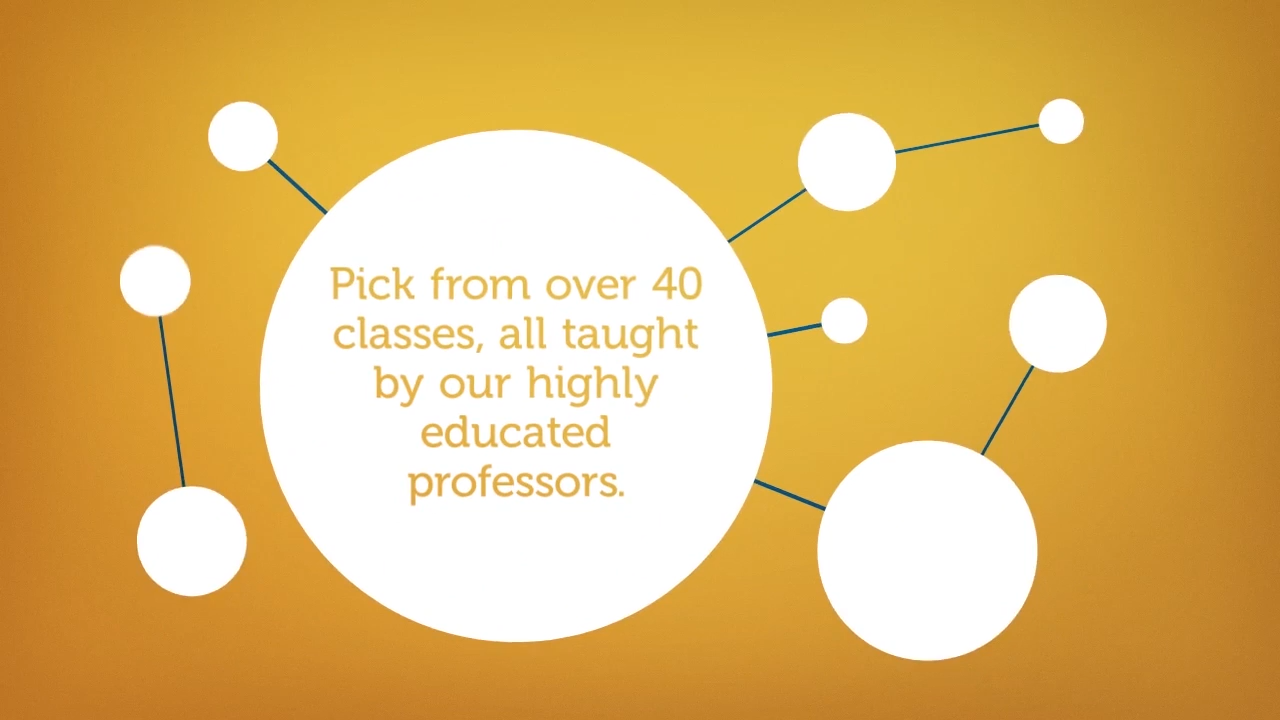 Pick from over 40
classes, all taught
by our highly
educated
professors.